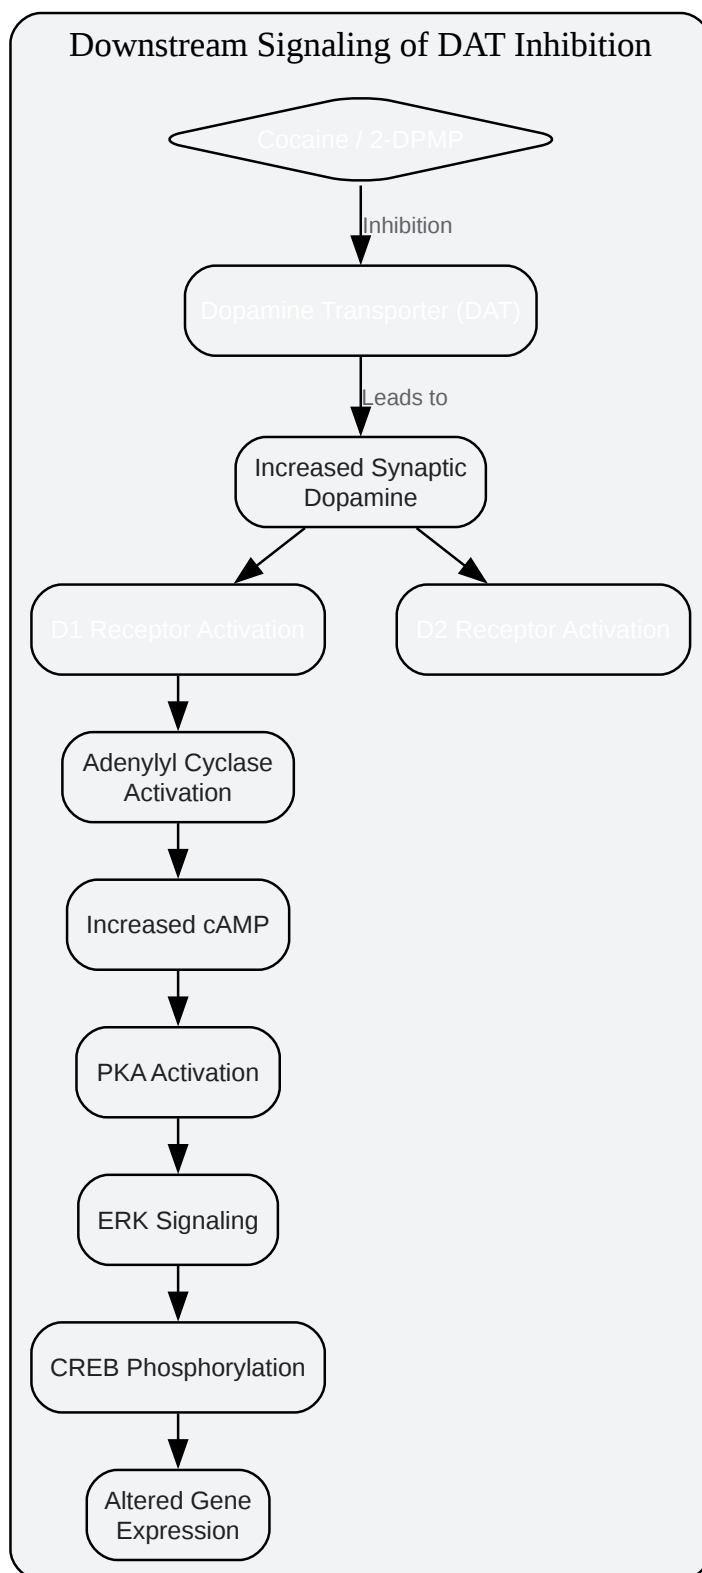 Downstream Signaling of DAT Inhibition
Cocaine / 2-DPMP
Inhibition
Dopamine Transporter (DAT)
Leads to
Increased Synaptic
Dopamine
D1 Receptor Activation
D2 Receptor Activation
Adenylyl Cyclase
Activation
Increased cAMP
PKA Activation
ERK Signaling
CREB Phosphorylation
Altered Gene
Expression